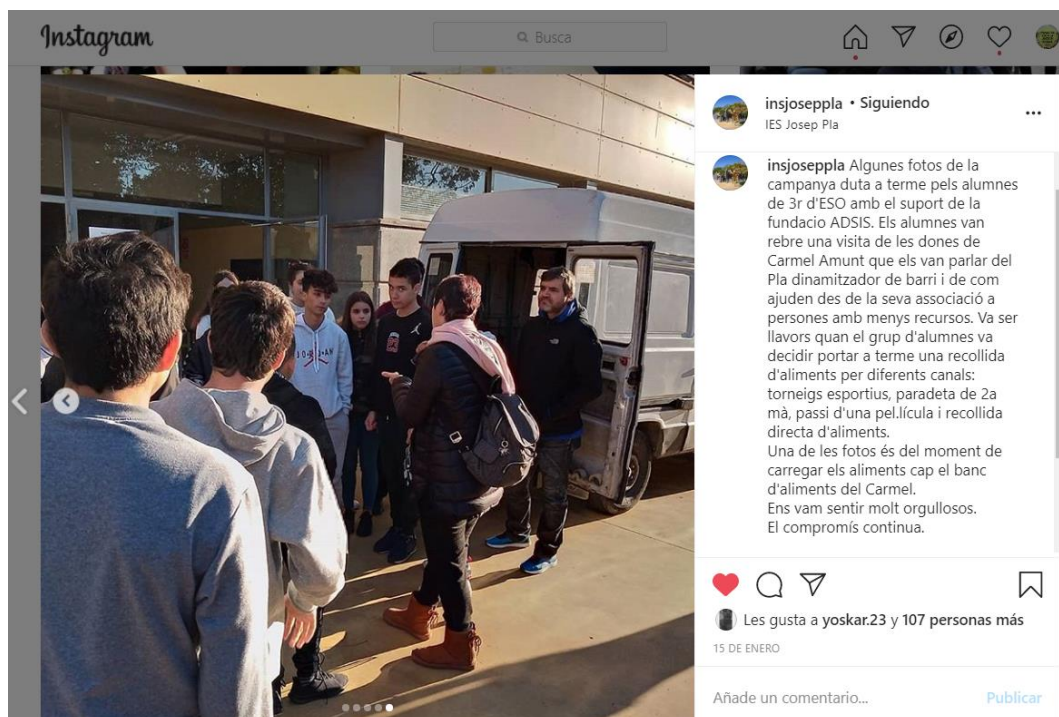 Instagram
Busca
insjoseppla • Siguiendo
IES Josep Pla
insjoseppla Algunes fotos de la
campanya duta a terme pels alumnes
de 3r d'ESO amb el suport de la
fundacio ADSIS. Els alumnes van
rebre una visita de les dones de
Carmel Amunt que els van parlar del
Pla dinamitzador de barri i de com
ajuden des de la seva associació a
persones amb menys recursos. Va ser
llavors quan el grup d'alumnes va
decidir portar a terme una recollida
d'aliments per diferents canals:
torneigs esportius, paradeta de 2a
mà, passi d'una pel.lícula i recollida
directa d'aliments.
Una de les fotos és del moment de
carregar els aliments cap el banc
d'aliments del Carmel.
Ens vam sentir molt orgullosos.
El compromís continua.
Les gusta a yoskar.23 y 107 personas más
15 DE ENERO
Añade un comentario...
Publicar